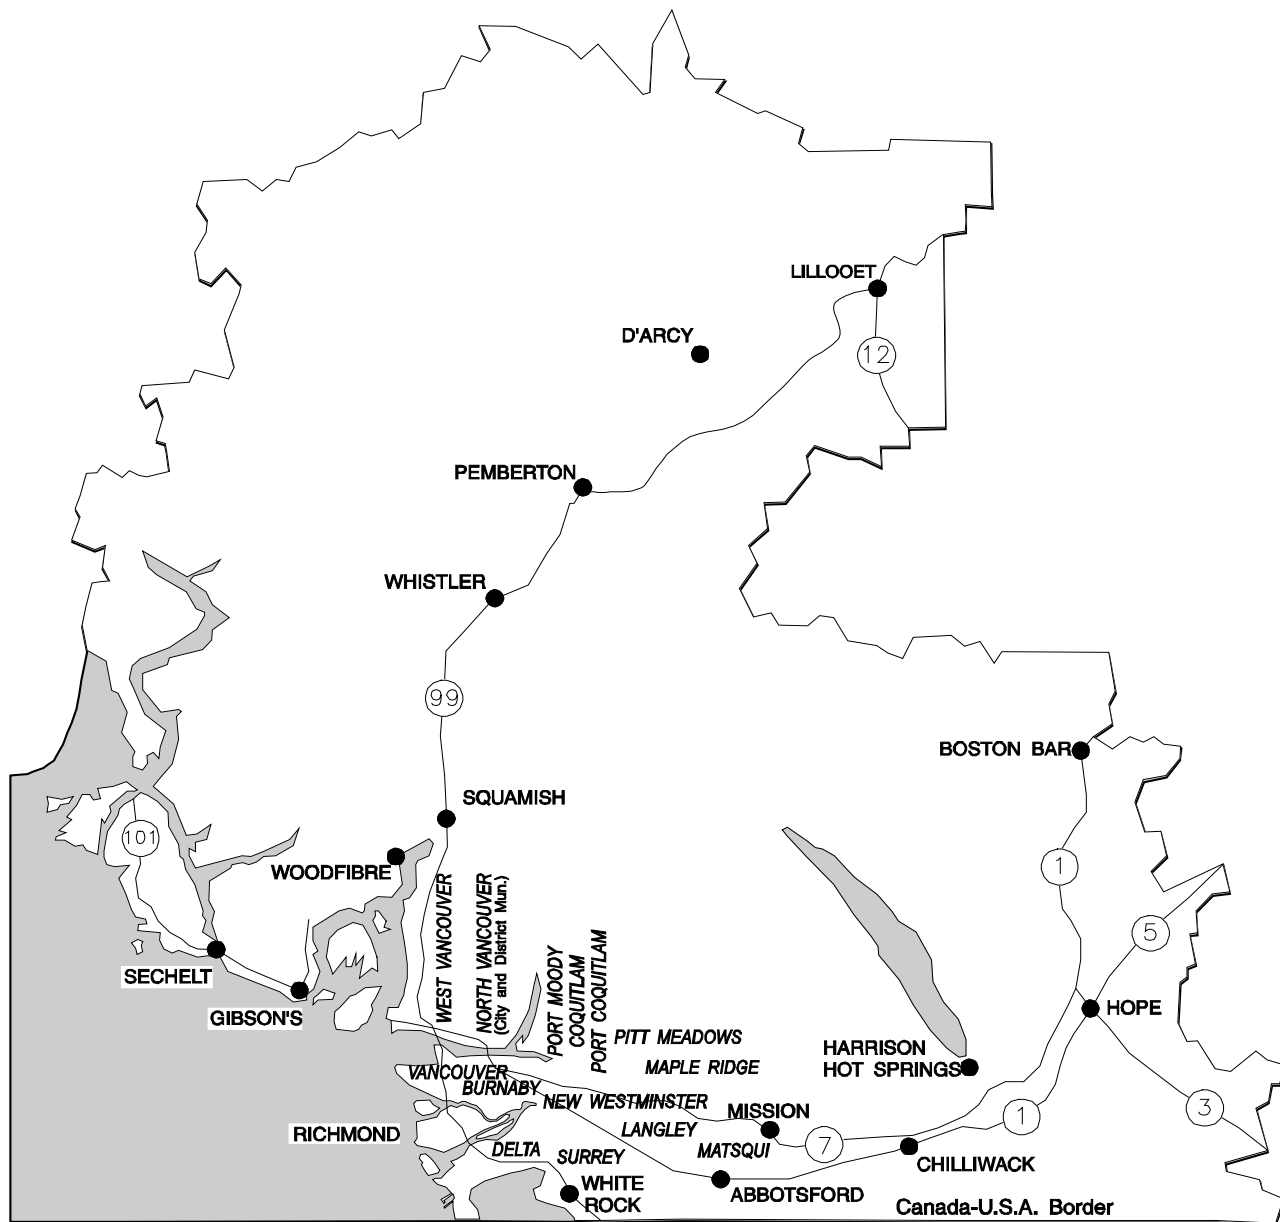 LILLOOET
D'ARCY
12
PEMBERTON
WHISTLER
99
BOSTON BAR
SQUAMISH
101
WOODFIBRE
1
WEST VANCOUVER
NORTH VANCOUVER
(City and District Mun.)
PORT MOODY
COQUITLAM
PORT COQUITLAM
5
SECHELT
GIBSON'S
HOPE
PITT MEADOWS
HARRISON
HOT SPRINGS
MAPLE RIDGE
VANCOUVER
BURNABY
NEW WESTMINSTER
MISSION
1
3
RICHMOND
LANGLEY
7
DELTA
SURREY
MATSQUI
CHILLIWACK
WHITE
ROCK
ABBOTSFORD
Canada-U.S.A. Border